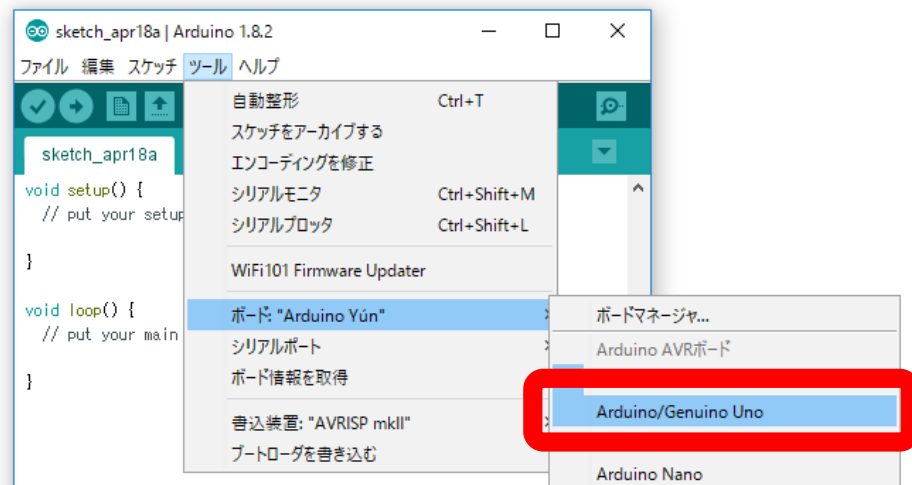 sketch_apr18a | Arduino 1.8.2
ファイル 編集 スケッチ ツール ヘルプ
自動整形 Ctrl+T
スケッチをアーカイブする
エンコーディングを修正
シリアルモニタ Ctrl+Shift+M
シリアルプロッタ Ctrl+Shift+L
WiFi101 Firmware Updater
ボード: "Arduino Yún"
シリアルポート
ボード情報を取得
書込装置: "AVRISP mkII"
ブートローダを書き込む
ボードマネージャ...
Arduino AVRボード
Arduino/Genuino Uno
Arduino Nano
sketch_apr18a
void setup() {
// put your setup
}
void loop() {
// put your main
}